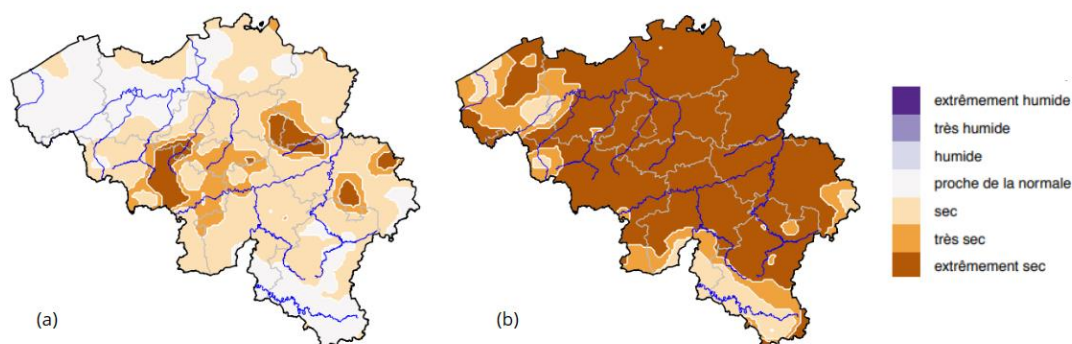 (a)
(b)
extrêmement humide
très humide
humide
proche de la normale
sec
très sec
extrêmement sec